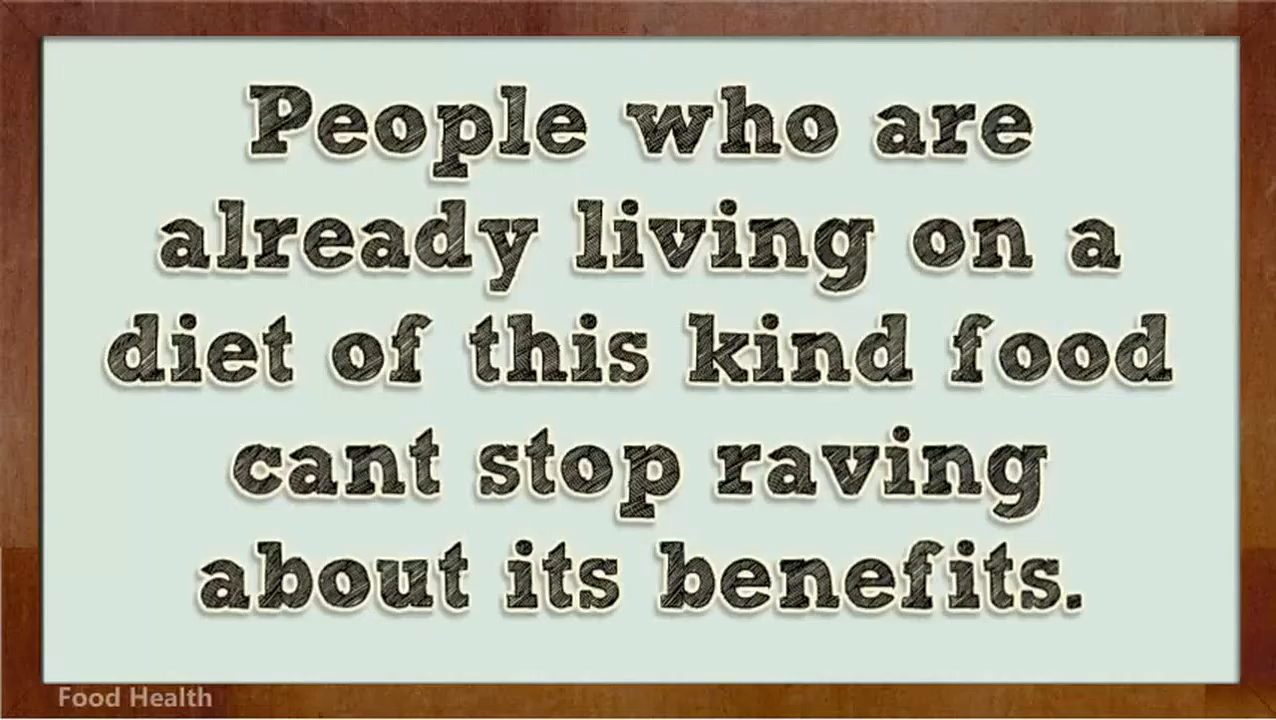 People who are
already living on a
diet of this kind food
cant stop raving
about its benefits.
Food Health